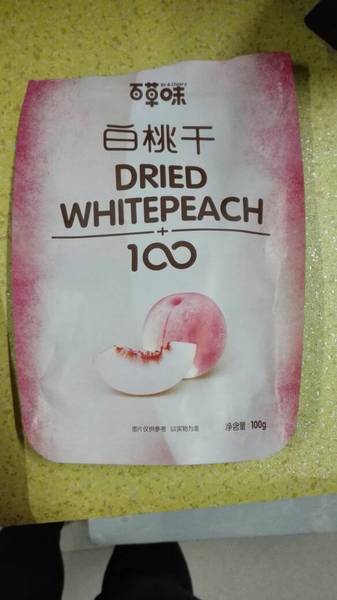 百草味
白桃干
DRIED
WHITEPEACH
+
100
图片仅供参考 以实物为准
净含量:100g